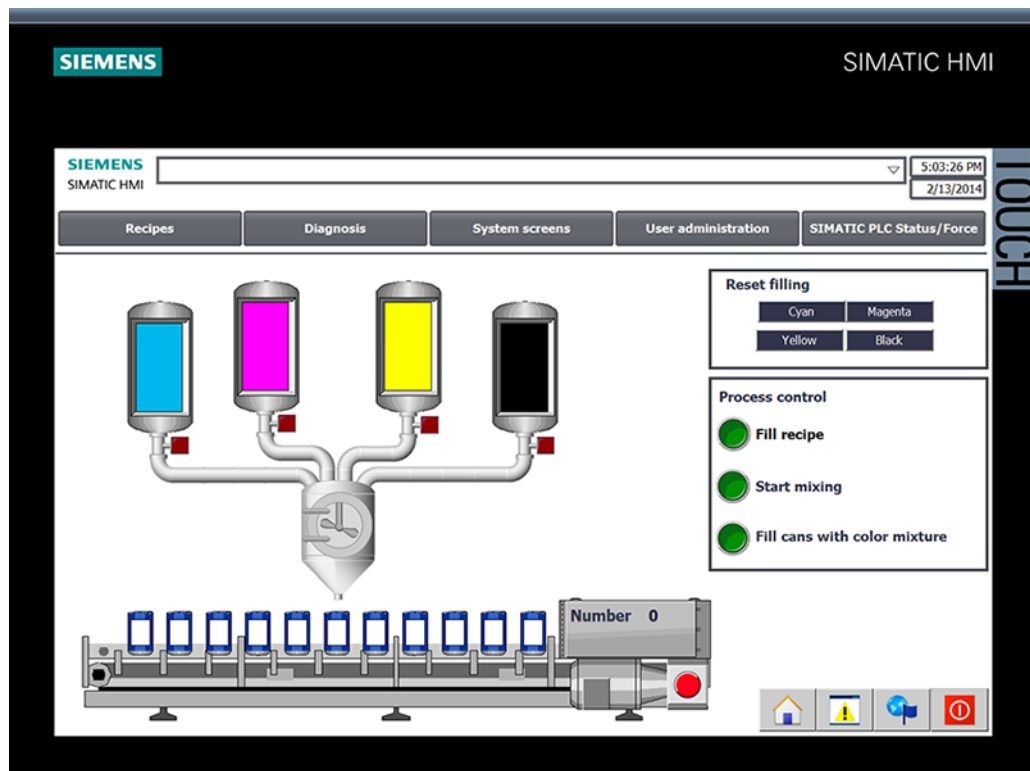 SIEMENS
SIMATIC HMI
TOUCH
SIEMENS
SIMATIC HMI
5:03:26 PM
2/13/2014
Recipes
Diagnosis
System screens
User administration
SIMATIC PLC Status/Force
Reset filling
Cyan
Magenta
Yellow
Black
Process control
Fill recipe
Start mixing
Fill cans with color mixture
Number 0